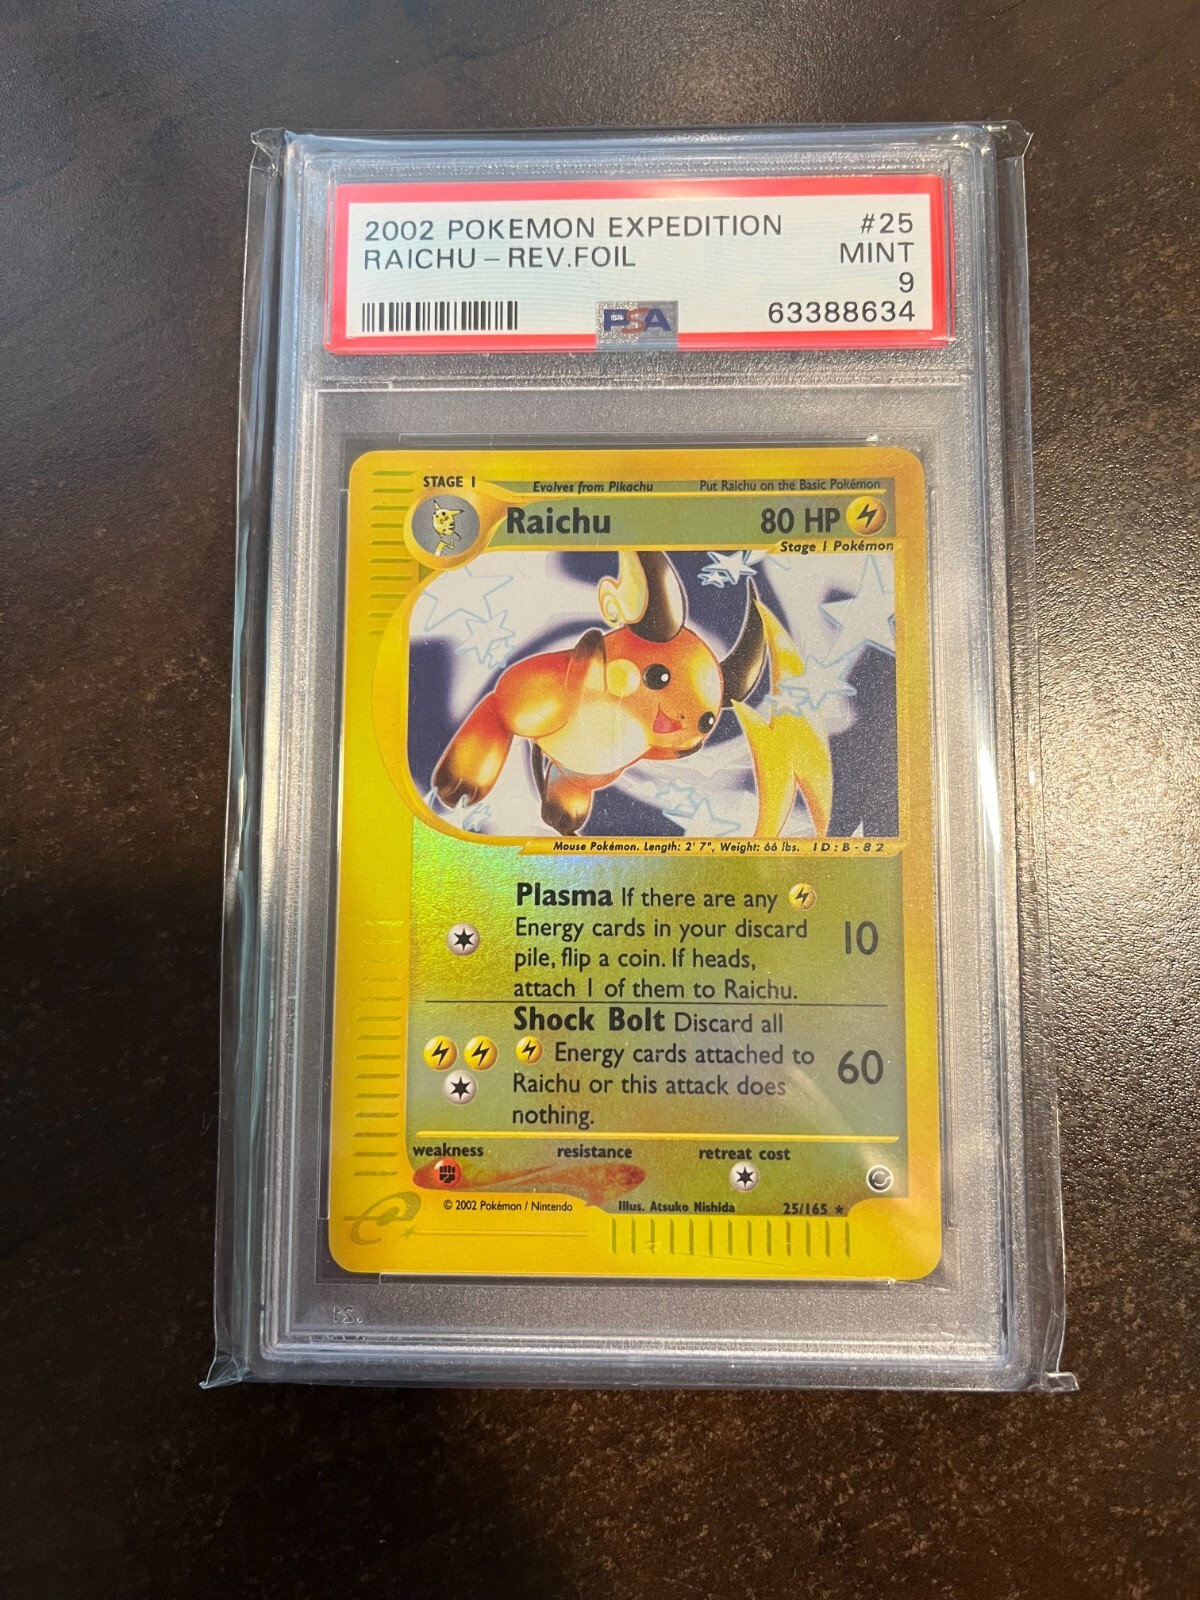 2002 POKEMON EXPEDITION #25
RAICHU - REV.FOIL MINT
9
PSA 63388634
STAGE 1 Evolves from Pikachu Put Raichu on the Basic Pokémon
Raichu 80 HP
Stage 1 Pokémon
Mouse Pokémon. Length: 2' 7", Weight: 66 lbs. ID:B-82
Plasma If there are any
Energy cards in your discard 10
pile, flip a coin. If heads,
attach 1 of them to Raichu.
Shock Bolt Discard all
Energy cards attached to 60
Raichu or this attack does
nothing.
weakness resistance retreat cost
© 2002 Pokémon / Nintendo Illus. Atsuko Nishida 25/165 ★